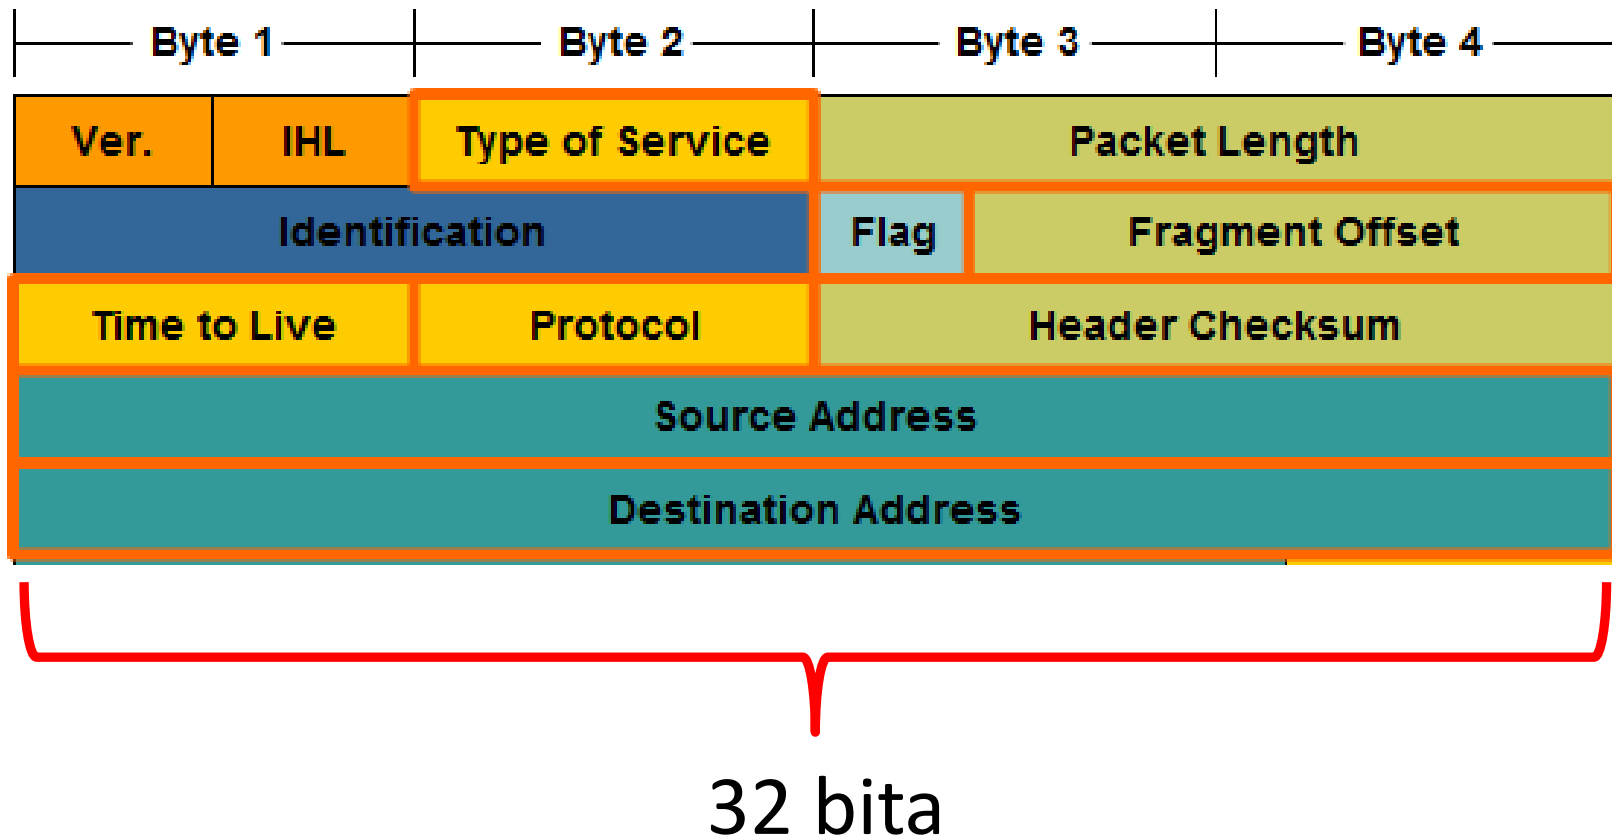 Byte 1 Byte 2 Byte 3 Byte 4
Ver. IHL Type of Service Packet Length
Identification Flag Fragment Offset
Time to Live Protocol Header Checksum
Source Address
Destination Address
32 bita